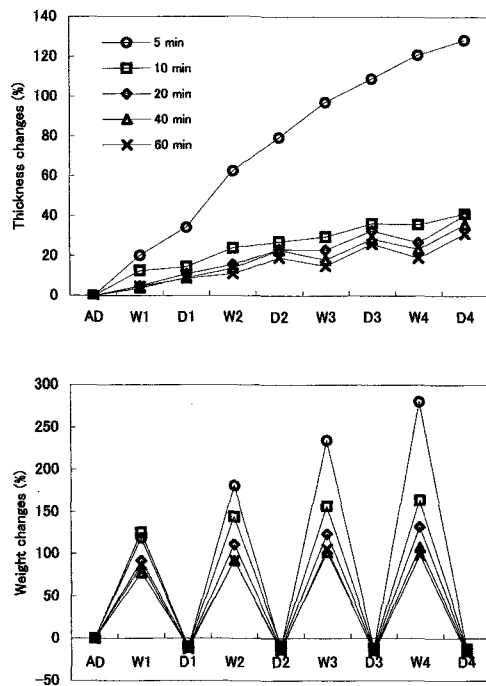 140
120
100
80
60
40
20
0
Thickness changes (%)
5 min
10 min
20 min
40 min
60 min
AD W1 D1 W2 D2 W3 D3 W4 D4
300
250
200
150
100
50
0
-50
Weight changes (%)
AD W1 D1 W2 D2 W3 D3 W4 D4